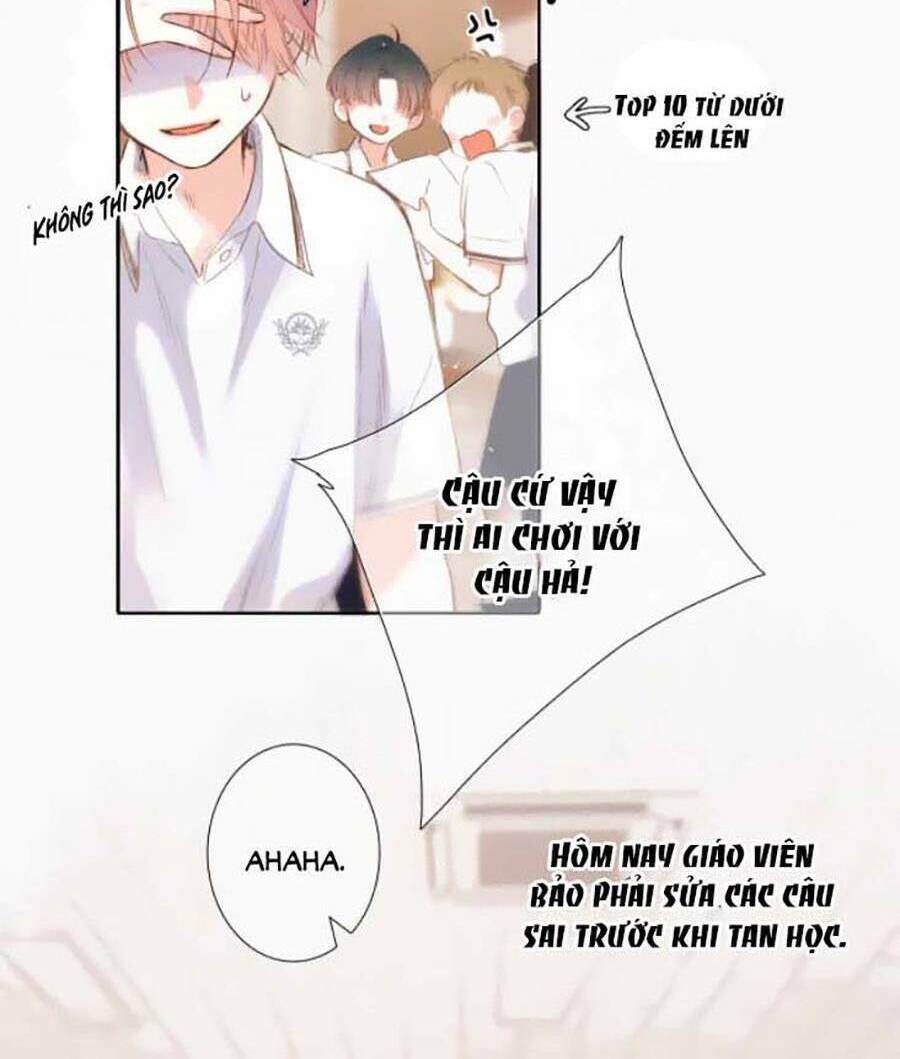 TOP 10 TỪ DƯỚI
ĐẾM LÊN
KHÔNG THÌ SAO?
CẬU CỨ VẬY
THÌ AI CHƠI VỚI
CẬU HẢ!
AHAHA.
HÔM NAY GIÁO VIÊN
BẢO PHẢI SỬA CÁC CÂU
SAI TRƯỚC KHI TAN HỌC.